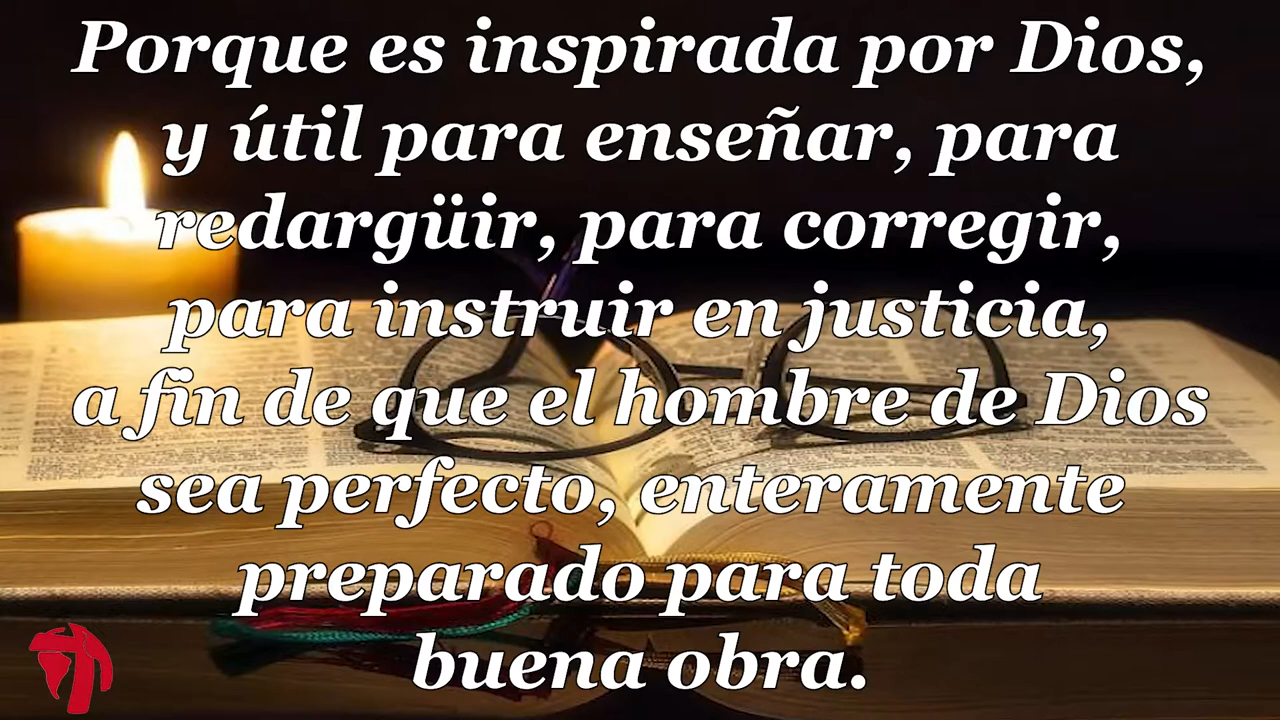 Porque es inspirada por Dios,
y útil para enseñar, para
redargüir, para corregir,
para instruir en justicia,
a fin de que el hombre de Dios
sea perfecto, enteramente
preparado para toda
buena obra.